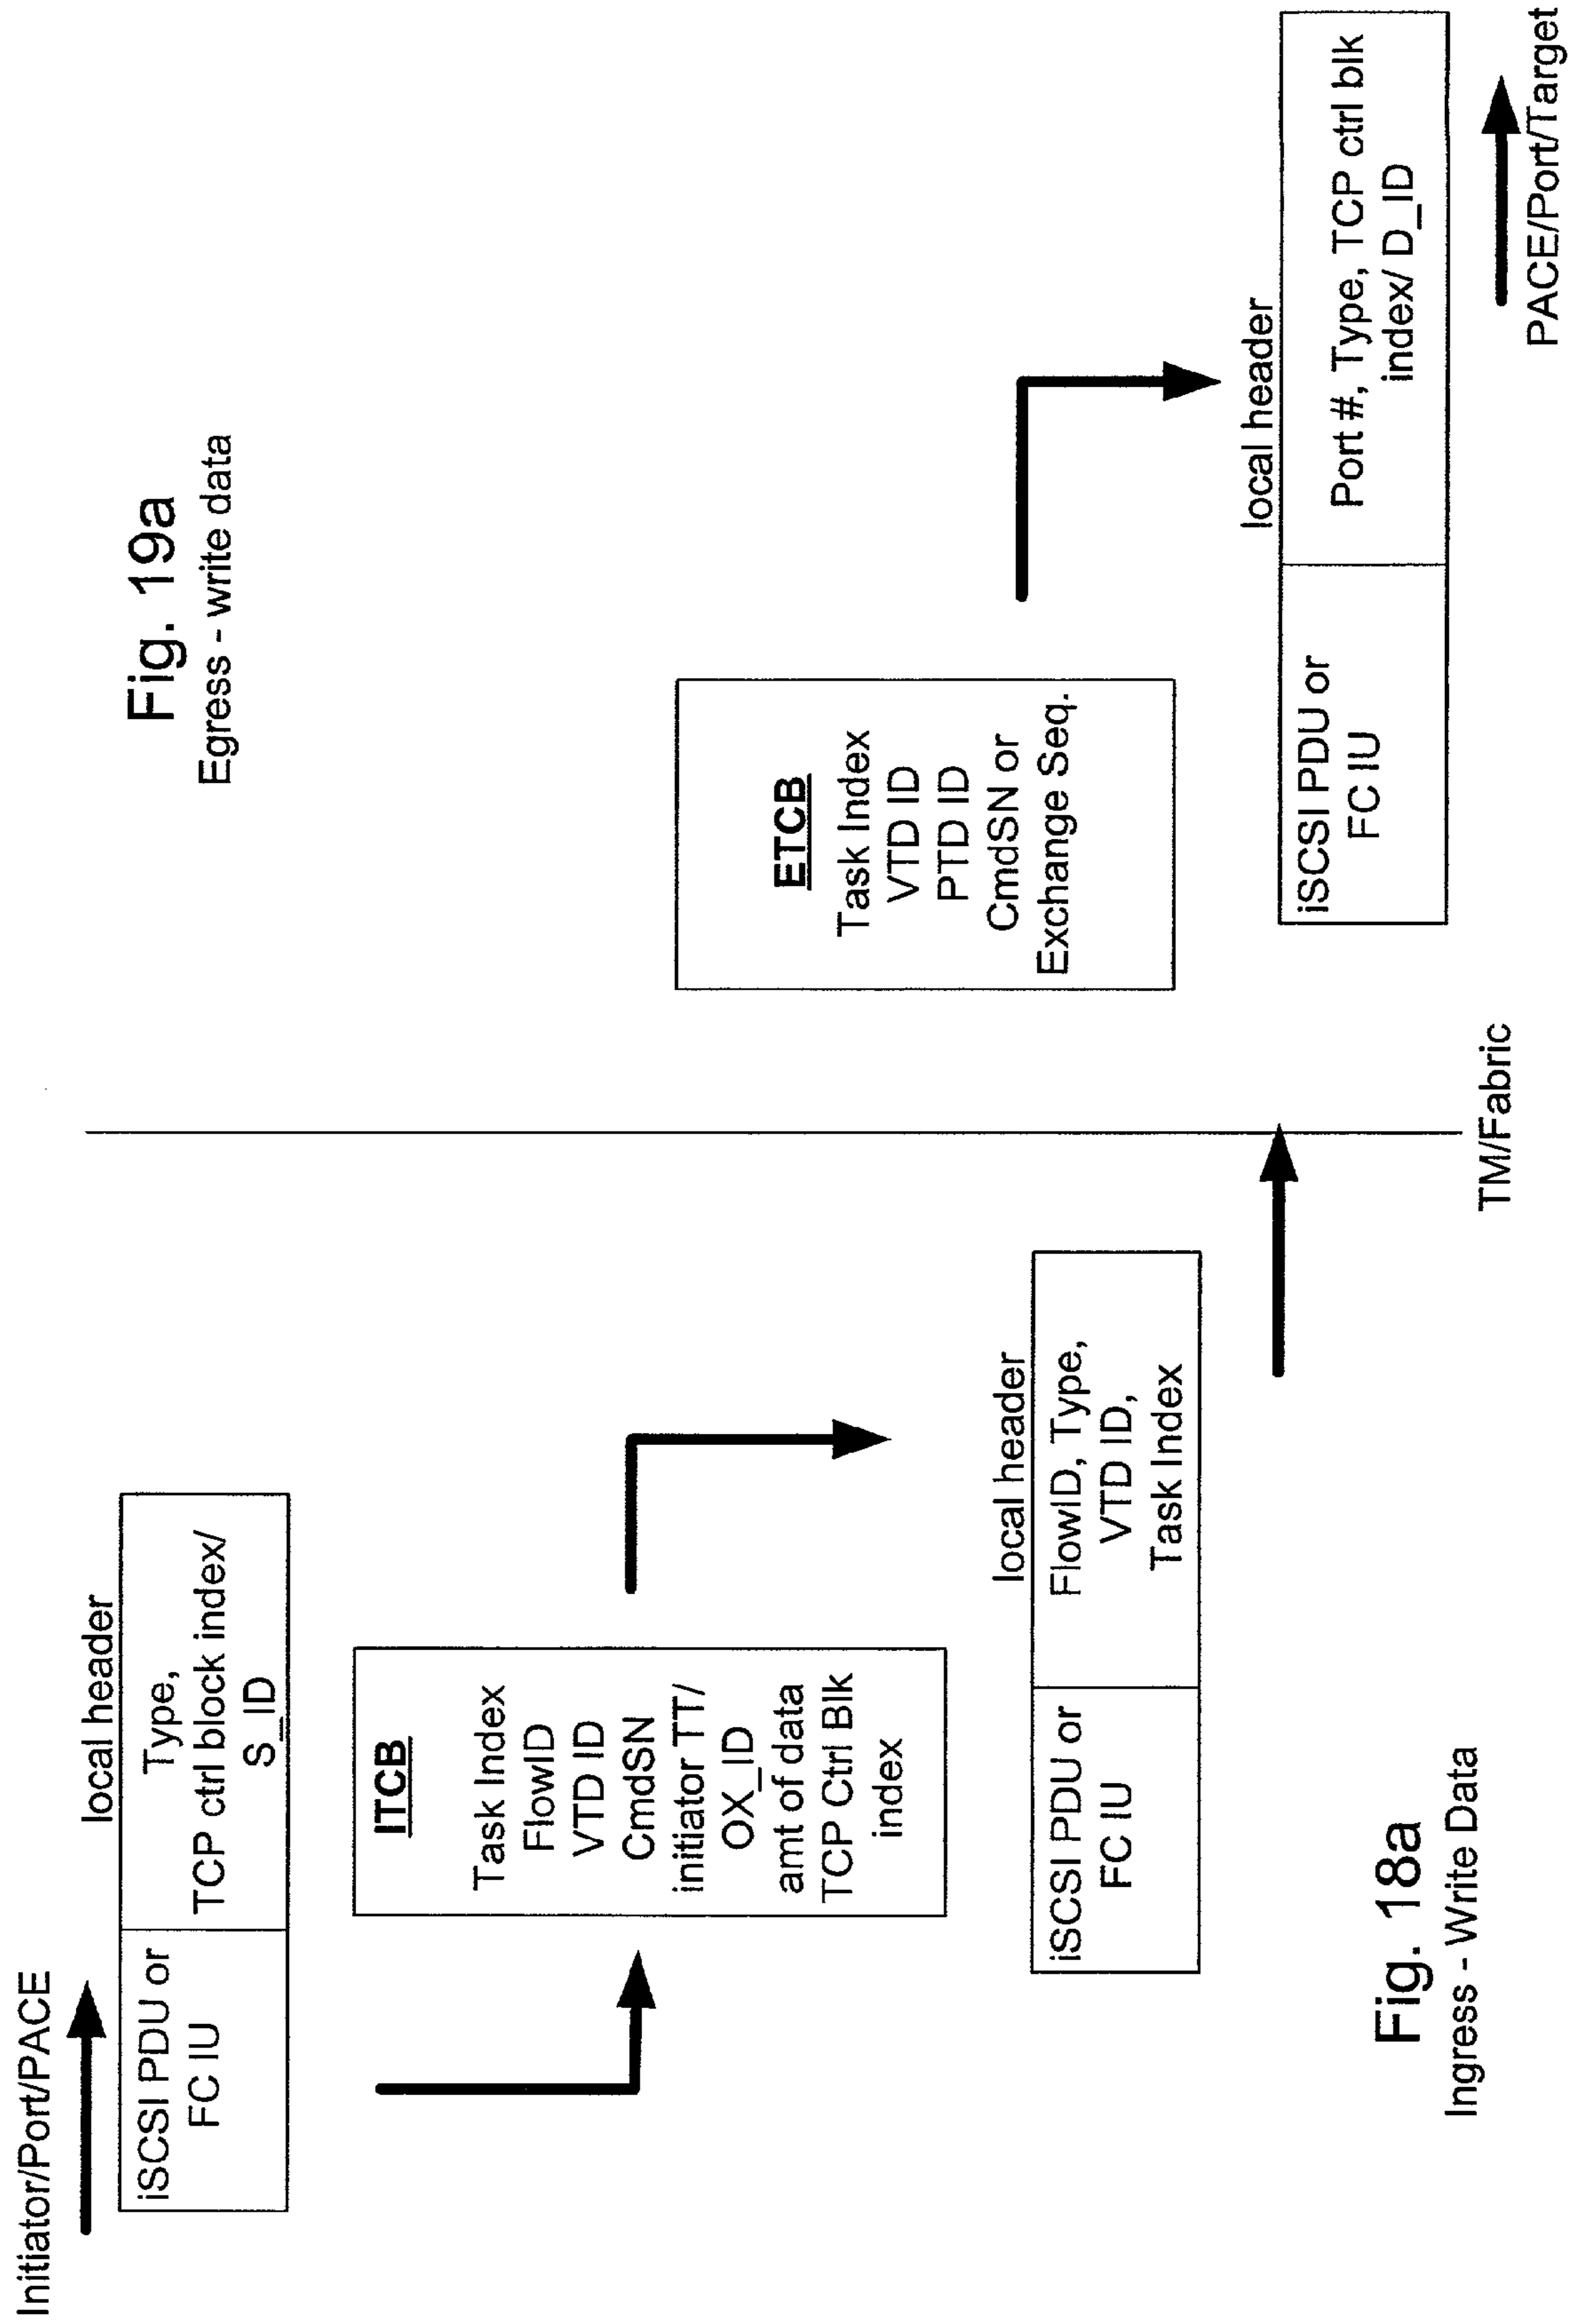 Initiator/Port/PACE
local header
iSCSI PDU or
FC IU
Type,
TCP ctrl block index/
S_ID
ITCB
Task Index
FlowID
VTD ID
CmdSN
initiator TT/
OX_ID
amt of data
TCP Ctrl Blk
index
local header
iSCSI PDU or
FC IU
FlowID, Type,
VTD ID,
Task Index
Fig. 18a
Ingress - Write Data
TM/Fabric
Fig. 19a
Egress - write data
ETCB
Task Index
VTD ID
PTD ID
CmdSN or
Exchange Seq.
local header
iSCSI PDU or
FC IU
Port #, Type, TCP ctrl blk
index/ D_ID
PACE/Port/Target